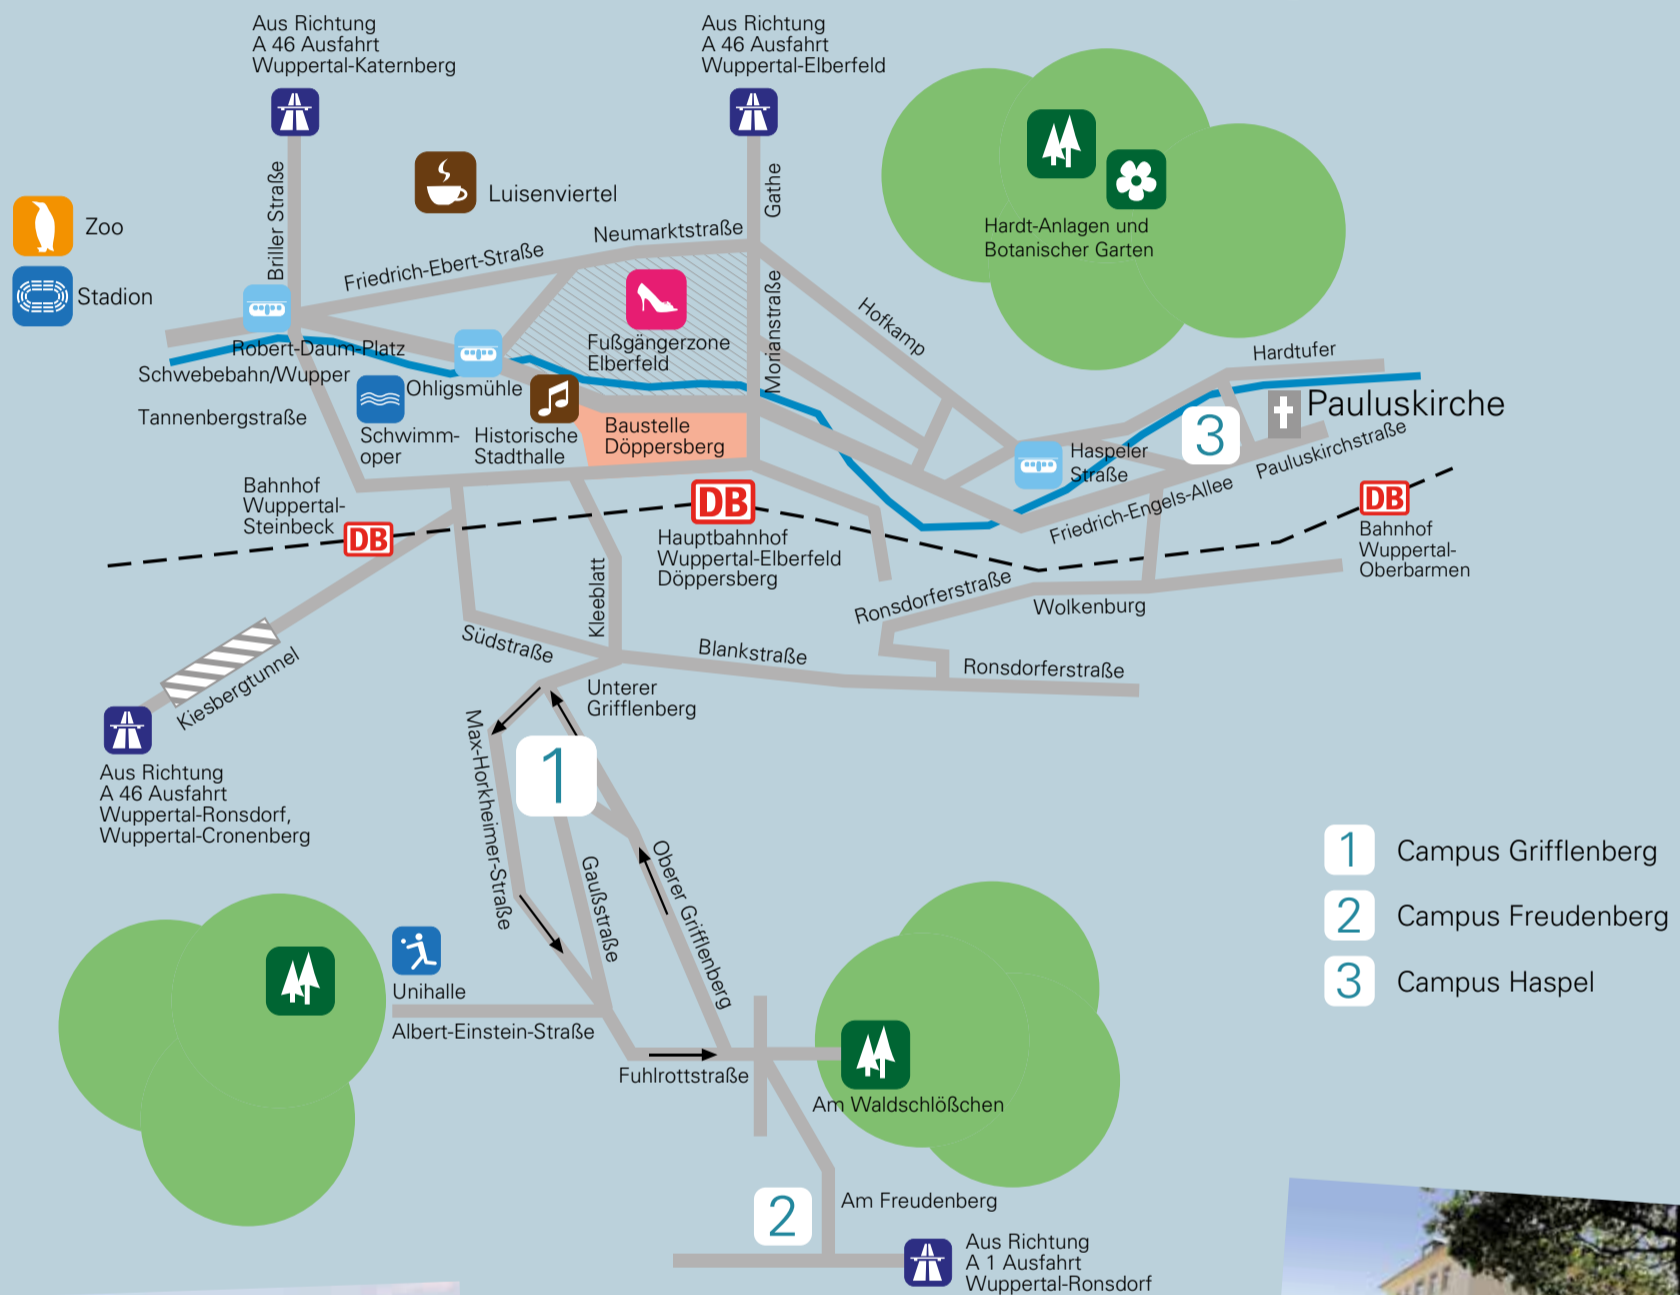 Aus Richtung
A 46 Ausfahrt
Wuppertal-Katernberg
Aus Richtung
A 46 Ausfahrt
Wuppertal-Elberfeld
Briller Straße
Luisenviertel
Gathe
Zoo
Stadion
Friedrich-Ebert-Straße
Neumarktstraße
Hardt-Anlagen und
Botanischer Garten
Morianstraße
Hofkamp
Fußgängerzone
Elberfeld
Robert-Daum-Platz
Schwebebahn/Wupper
Ohligsmühle
Tannenbergstraße
Schwimm-
oper
Historische
Stadthalle
Baustelle
Döppersberg
Hardtufer
Pauluskirche
3
Pauluskirchstraße
Haspeler
Straße
Friedrich-Engels-Allee
Bahnhof
Wuppertal-
Steinbeck
DB
DB
Hauptbahnhof
Wuppertal-Elberfeld
Döppersberg
DB
Bahnhof
Wuppertal-
Oberbarmen
Kleeblatt
Ronsdorferstraße
Wolkenburg
Südstraße
Blankstraße
Ronsdorferstraße
Kiesbergtunnel
Unterer
Grifflenberg
Aus Richtung
A 46 Ausfahrt
Wuppertal-Ronsdorf,
Wuppertal-Cronenberg
Max-Horkheimer-Straße
1
Gaußstraße
Oberer Grifflenberg
1 Campus Grifflenberg
2 Campus Freudenberg
3 Campus Haspel
Unihalle
Albert-Einstein-Straße
Fuhlrottstraße
Am Waldschlößchen
2
Am Freudenberg
Aus Richtung
A 1 Ausfahrt
Wuppertal-Ronsdorf